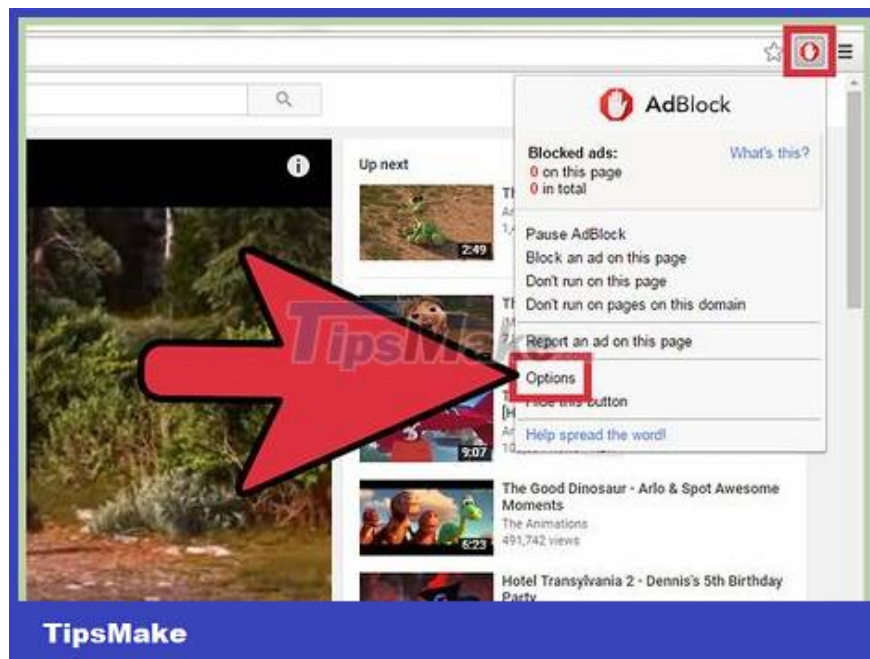 AdBlock
Blocked ads:
What's this?
0 on this page
0 in total
Pause AdBlock
Block an ad on this page
Don't run on this page
Don't run on pages on this domain
Report an ad on this page
Options
Hide this button
Help spread the word!
Up next
2:49
TipsMake
9:07
The Good Dinosaur - Arlo & Spot Awesome
Moments
The Animations
491,742 views
6:23
Hotel Transylvania 2 - Dennis's 5th Birthday
Party
TipsMake